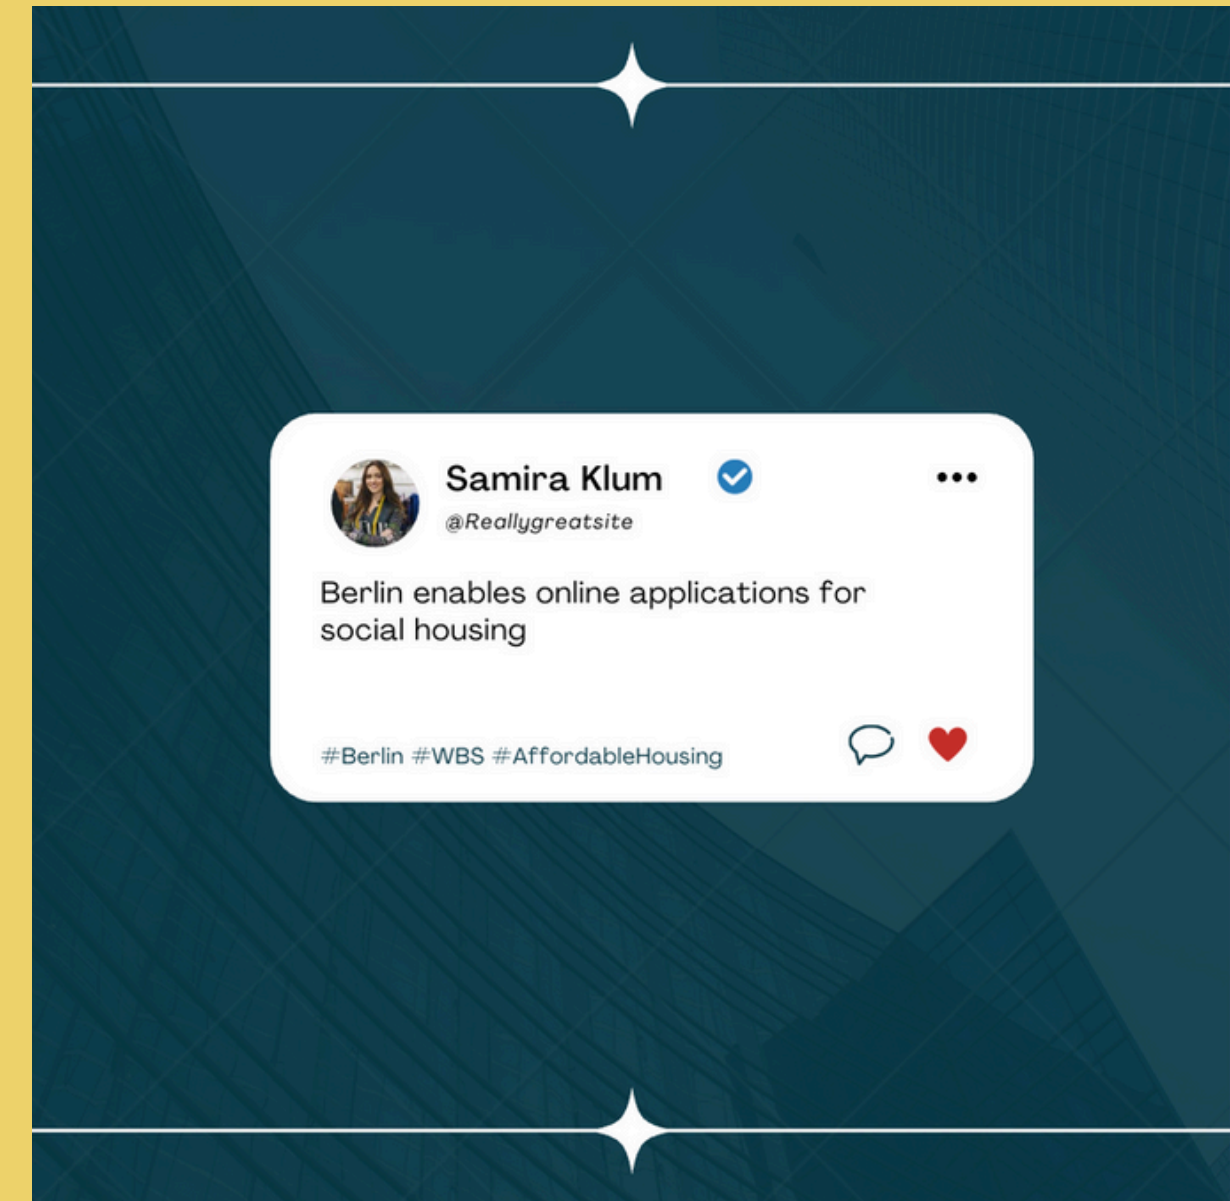 Samira Klum
@Reallygreatsite
Berlin enables online applications for
social housing
#Berlin #WBS #AffordableHousing